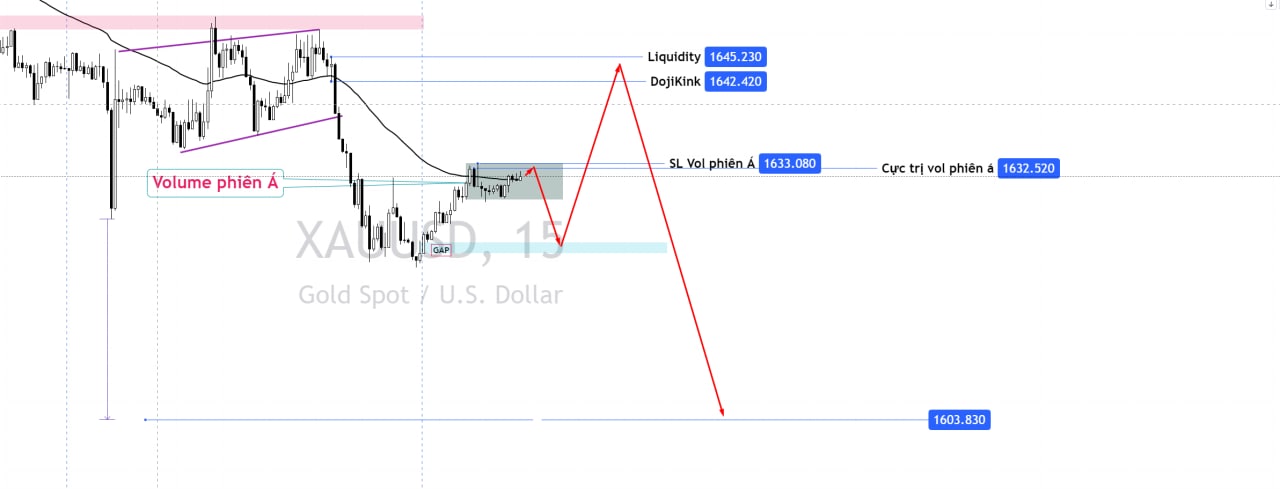 Liquidity 1645.230
DojiKink 1642.420
SL Vol phiên Á 1633.080
Cực trị vol phiên á 1632.520
Volume phiên Á
XAUUSD, 15
GAP
Gold Spot / U.S. Dollar
1603.830